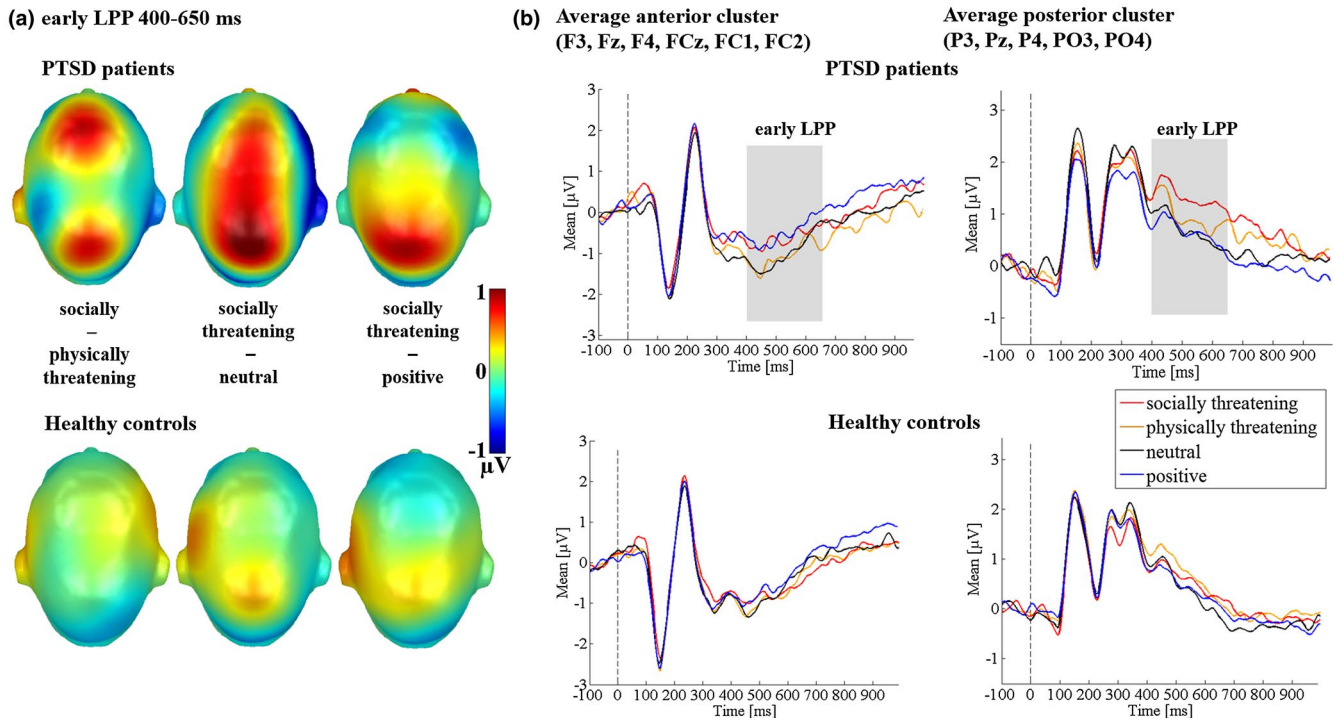 (a) early LPP 400-650 ms
PTSD patients
socially
–
physically
threatening
socially
threatening
–
neutral
socially
threatening
–
positive
1
0
-1
µV
Healthy controls
(b) Average anterior cluster
(F3, Fz, F4, FCz, FC1, FC2)
Average posterior cluster
(P3, Pz, P4, PO3, PO4)
PTSD patients
3
2
1
0
-1
-2
-3
Mean [µV]
early LPP
-100 0 100 200 300 400 500 600 700 800 900
Time [ms]
3
2
1
0
-1
Mean [µV]
early LPP
-100 0 100 200 300 400 500 600 700 800 900
Time [ms]
socially threatening
physically threatening
neutral
positive
Healthy controls
3
2
1
0
-1
-2
-3
Mean [µV]
-100 0 100 200 300 400 500 600 700 800 900
Time [ms]
3
2
1
0
-1
Mean [µV]
-100 0 100 200 300 400 500 600 700 800 900
Time [ms]